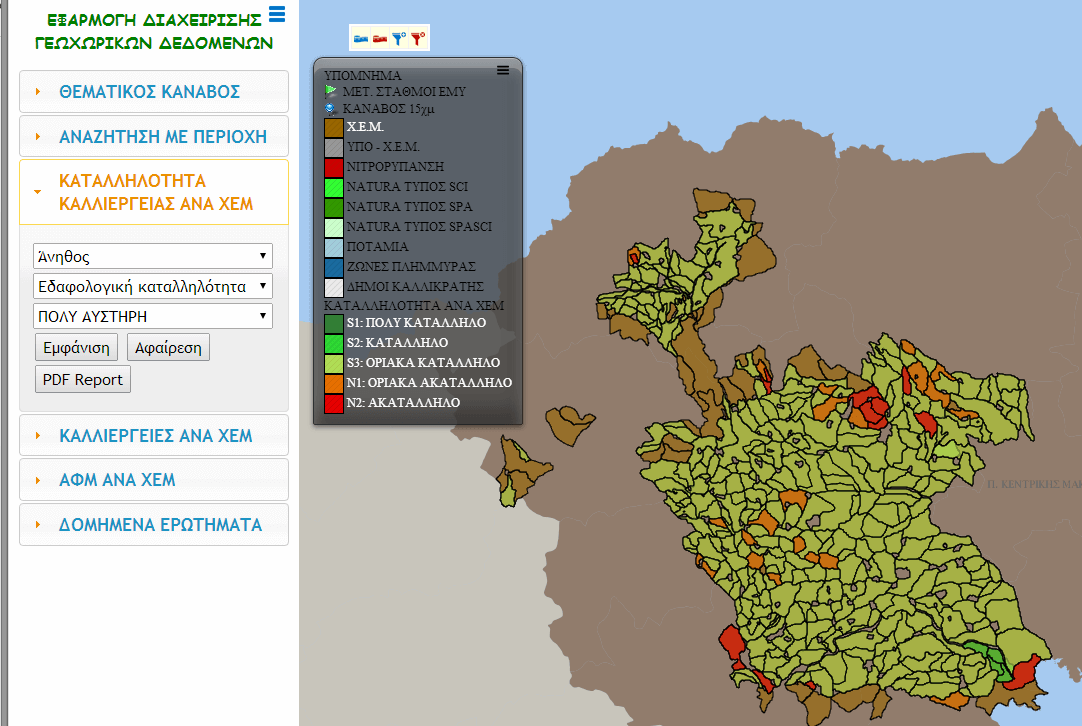 ΕΦΑΡΜΟΓΗ ΔΙΑΧΕΙΡΙΣΗΣ
ΓΕΩΧΩΡΙΚΩΝ ΔΕΔΟΜΕΝΩΝ
ΘΕΜΑΤΙΚΟΣ ΚΑΝΑΒΟΣ
ΑΝΑΖΗΤΗΣΗ ΜΕ ΠΕΡΙΟΧΗ
ΚΑΤΑΛΛΗΛΟΤΗΤΑ
ΚΑΛΛΙΕΡΓΕΙΑΣ ΑΝΑ ΧΕΜ
Άνηθος
Εδαφολογική καταλληλότητα
ΠΟΛΥ ΑΥΣΤΗΡΗ
Εμφάνιση Αφαίρεση
PDF Report
ΚΑΛΛΙΕΡΓΕΙΕΣ ΑΝΑ ΧΕΜ
ΑΦΜ ΑΝΑ ΧΕΜ
ΔΟΜΗΜΕΝΑ ΕΡΩΤΗΜΑΤΑ
ΥΠΟΜΝΗΜΑ
ΜΕΤ. ΣΤΑΘΜΟΙ ΕΜΥ
ΚΑΝΑΒΟΣ 15χμ
Χ.Ε.Μ.
ΥΠΟ - Χ.Ε.Μ.
ΝΙΤΡΟΡΥΠΑΝΣΗ
NATURA ΤΥΠΟΣ SCI
NATURA ΤΥΠΟΣ SPA
NATURA ΤΥΠΟΣ SPASCI
ΠΟΤΑΜΙΑ
ΖΩΝΕΣ ΠΛΗΜΜΥΡΑΣ
ΔΗΜΟΙ ΚΑΛΛΙΚΡΑΤΗΣ
ΚΑΤΑΛΛΗΛΟΤΗΤΑ ΑΝΑ ΧΕΜ
S1: ΠΟΛΥ ΚΑΤΑΛΛΗΛΟ
S2: ΚΑΤΑΛΛΗΛΟ
S3: ΟΡΙΑΚΑ ΚΑΤΑΛΛΗΛΟ
N1: ΟΡΙΑΚΑ ΑΚΑΤΑΛΛΗΛΟ
N2: ΑΚΑΤΑΛΛΗΛΟ
Π. ΚΕΝΤΡΙΚΗΣ ΜΑΚ